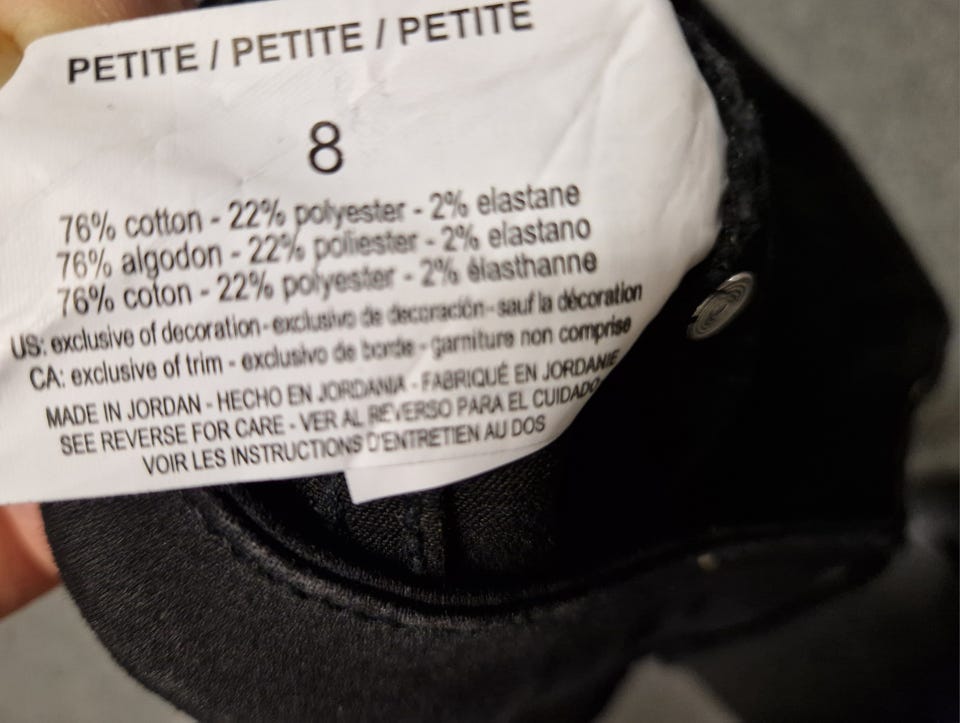 PETITE / PETITE / PETITE
8
76% cotton - 22% polyester - 2% elastane
76% algodon - 22% poliester - 2% elastano
76% coton - 22% polyester - 2% élasthanne
US: exclusive of decoration - exclusivo de decoración - sauf la décoration
CA: exclusive of trim - exclusivo de borde - garniture non comprise
MADE IN JORDAN - HECHO EN JORDANIA - FABRIQUÉ EN JORDANIE
SEE REVERSE FOR CARE - VER AL REVERSO PARA EL CUIDADO
VOIR LES INSTRUCTIONS D'ENTRETIEN AU DOS